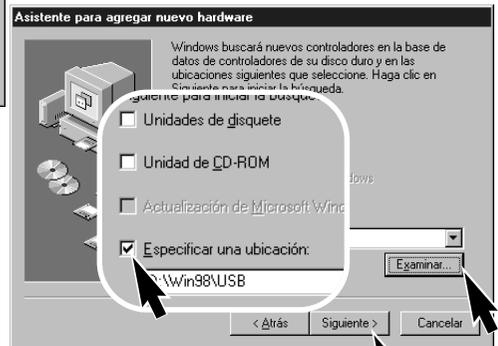 Asistente para agregar nuevo hardware
Windows buscará nuevos controladores en la base de
datos de controladores de su disco duro y en las
ubicaciones siguientes que seleccione. Haga clic en
Siguiente para iniciar la búsqueda.
Unidades de disquete
Unidad de CD-ROM
Actualización de Microsoft Wind
Especificar una ubicación:
:\Win98\USB
Examinar...
< Atrás
Siguiente >
Cancelar